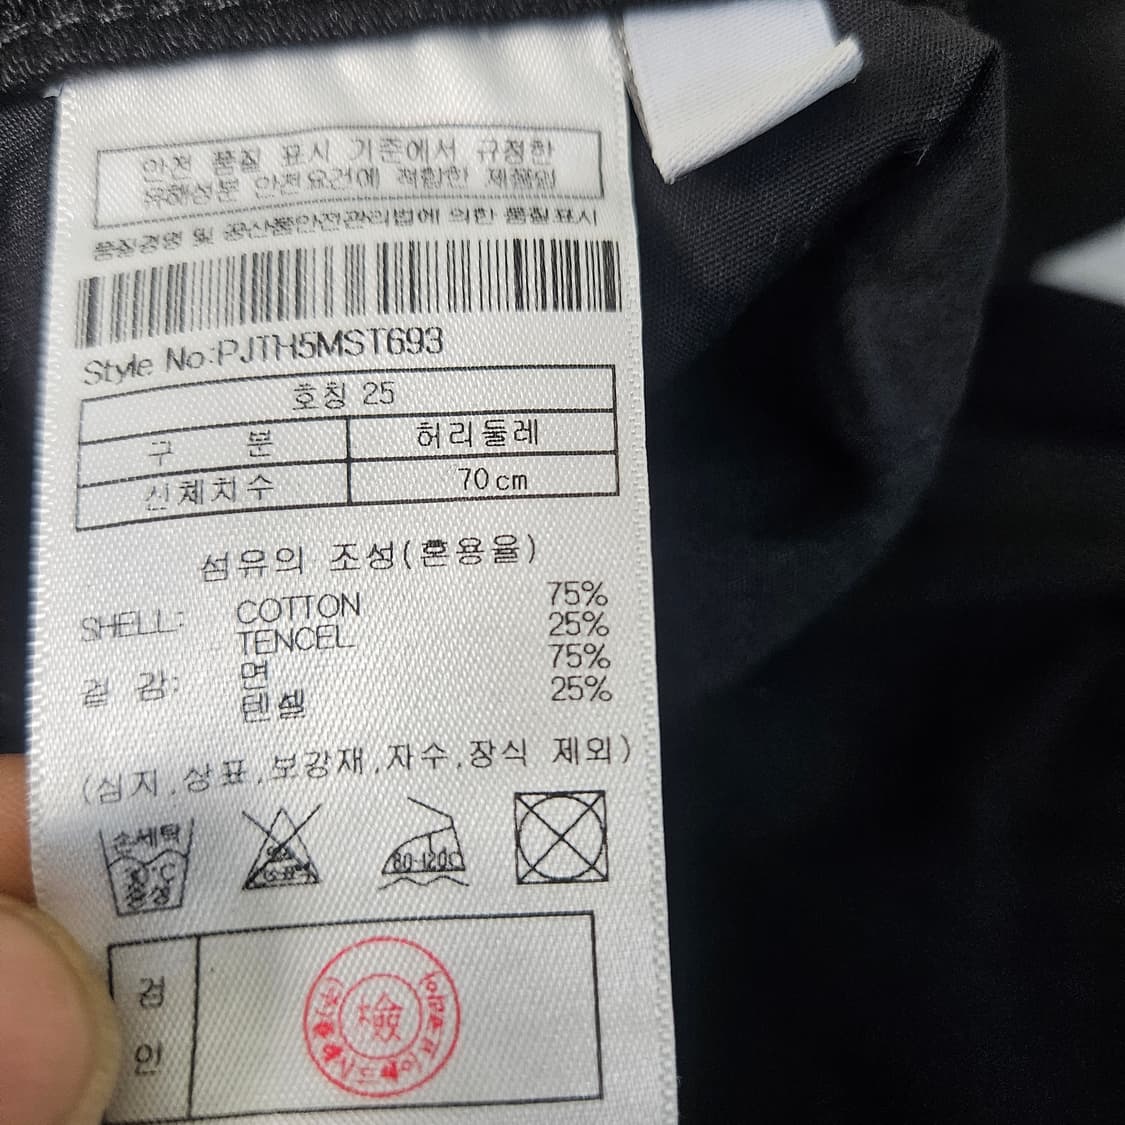 안전 품질 표시 기준에서 규정한
유해성분 안전요건에 적합한 제품임
품질경영 및 공산품안전관리법에 의한 품질표시
Style No:PJTH5MST693
호칭 25
구 분 허리둘레
신체치수 70cm
섬유의 조성(혼용율)
SHELL: COTTON 75%
TENCEL 25%
겉 감: 면 75%
텐셀 25%
(심지,상표,보강재,자수,장식 제외)
손세탁
중성
80-120C
검
인
檢